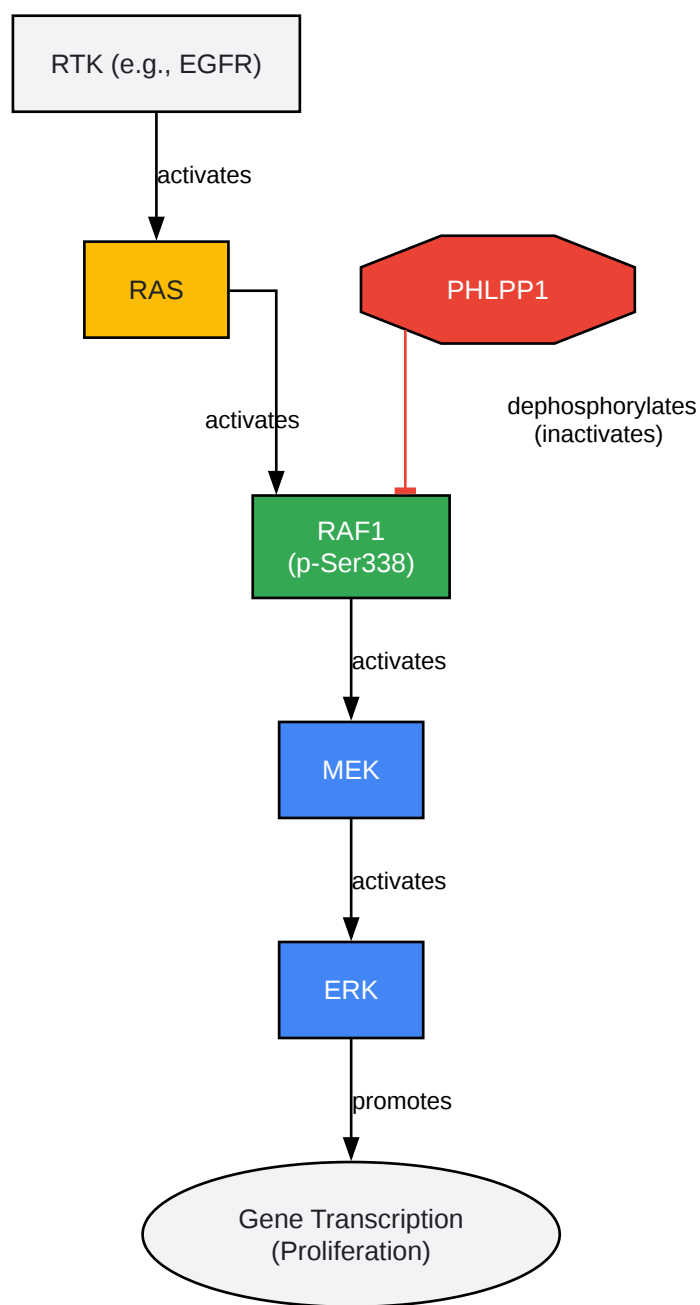 RTK (e.g., EGFR)
activates
RAS
PHLPP1
activates
dephosphorylates
(inactivates)
RAF1
(p-Ser338)
activates
MEK
activates
ERK
promotes
Gene Transcription
(Proliferation)